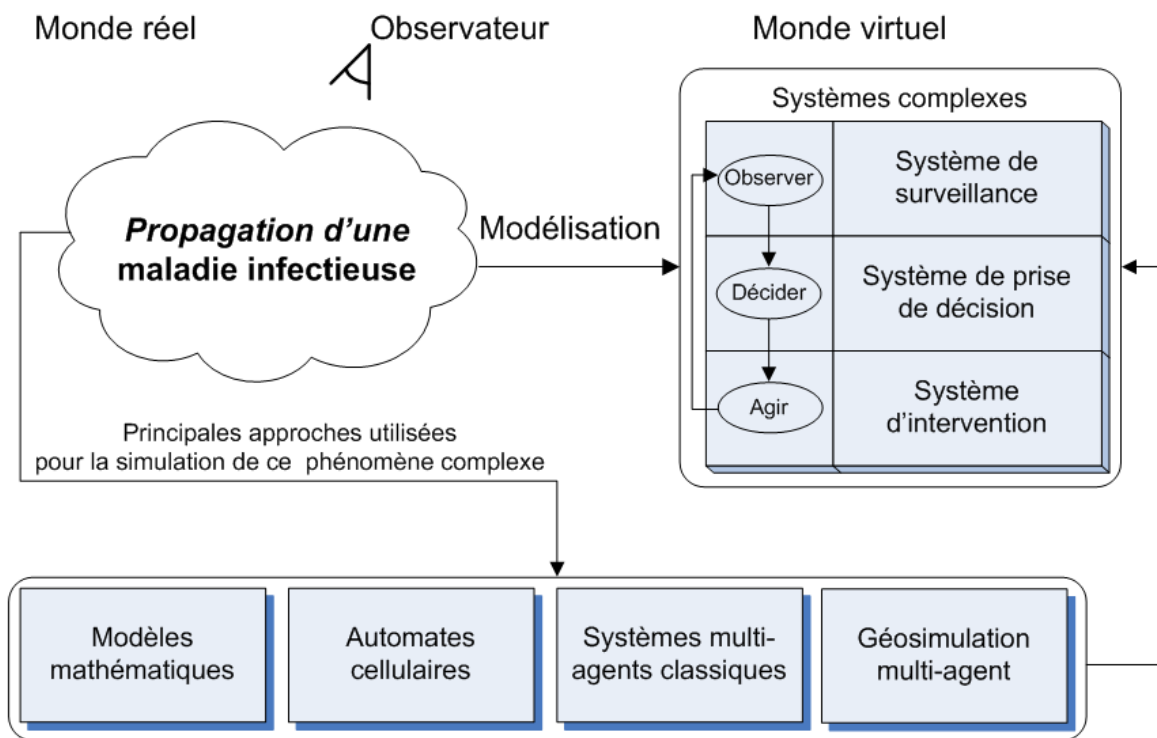 Monde réel
Observateur
Monde virtuel
Systèmes complexes
Observer
Système de
surveillance
Propagation d’une
maladie infectieuse
Modélisation
Décider
Système de prise
de décision
Agir
Système
d’intervention
Principales approches utilisées
pour la simulation de ce phénomène complexe
Modèles
mathématiques
Automates
cellulaires
Systèmes multi-
agents classiques
Géosimulation
multi-agent